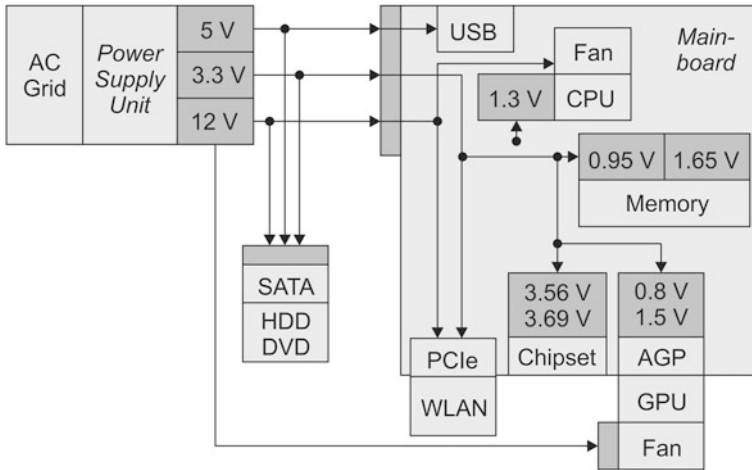 AC
Grid
Power
Supply
Unit
5 V
3.3 V
12 V
USB
Fan
1.3 V
CPU
Main-
board
0.95 V
1.65 V
Memory
SATA
HDD
DVD
PCIe
WLAN
3.56 V
3.69 V
Chipset
0.8 V
1.5 V
AGP
GPU
Fan